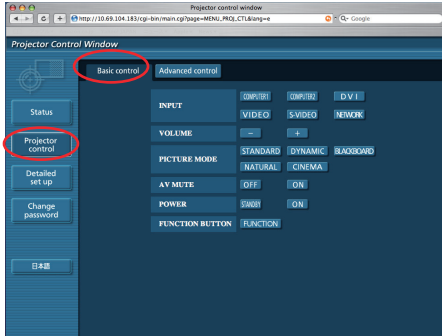 Projector control window
http://10.69.104.183/cgi-bin/main.cgi?page=MENU_PROJ_CTL&lang=e
Q- Google
Projector Control Window
Basic control Advanced control
Status
Projector control
Detailed set up
Change password
日本語
INPUT COMPUTER1 COMPUTER2 DVI
VIDEO S-VIDEO NETWORK
VOLUME - +
PICTURE MODE STANDARD DYNAMIC BLACKBOARD
NATURAL CINEMA
AV MUTE OFF ON
POWER STANDBY ON
FUNCTION BUTTON FUNCTION